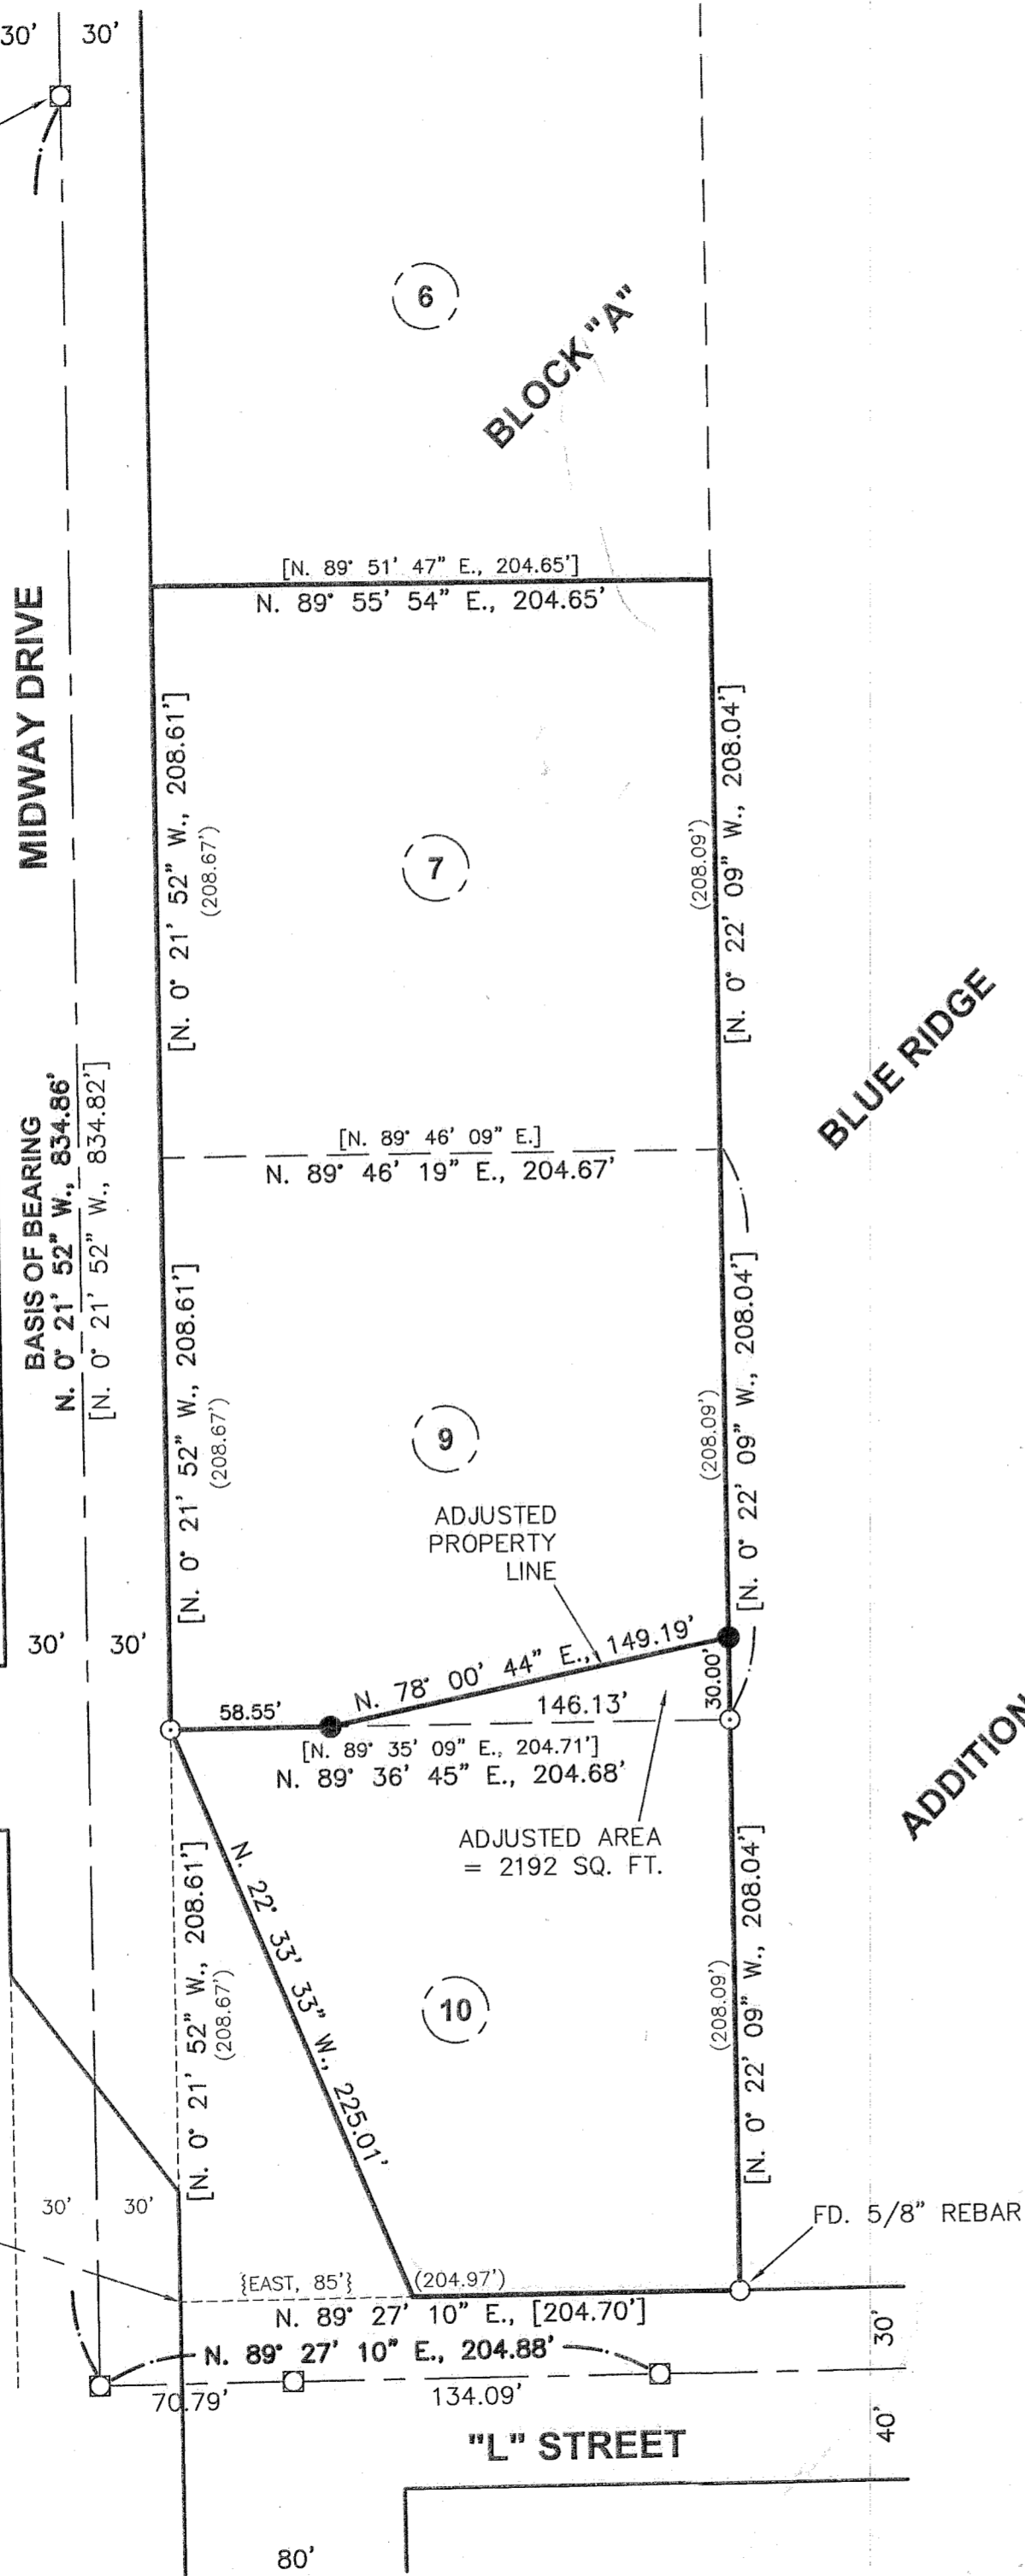 30'
30'
6
BLOCK "A"
[N. 89° 51' 47" E., 204.65']
N. 89° 55' 54" E., 204.65'
MIDWAY DRIVE
[N. 0° 21' 52" W., 208.61']
(208.67')
7
(208.09')
[N. 0° 22' 09" W., 208.04']
BLUE RIDGE
BASIS OF BEARING
N. 0° 21' 52" W., 834.86'
[N. 0° 21' 52" W., 834.82']
[N. 89° 46' 09" E.]
N. 89° 46' 19" E., 204.67'
[N. 0° 21' 52" W., 208.61']
(208.67')
9
(208.09')
[N. 0° 22' 09" W., 208.04']
ADJUSTED
PROPERTY
LINE
30'
30'
58.55'
N. 78° 00' 44" E., 149.19'
30.00'
146.13'
[N. 89° 35' 09" E., 204.71']
N. 89° 36' 45" E., 204.68'
ADDITION
ADJUSTED AREA
= 2192 SQ. FT.
[N. 0° 21' 52" W., 208.61']
(208.67')
N. 22° 33' 33" W., 225.01'
10
(208.09')
[N. 0° 22' 09" W., 208.04']
30'
30'
FD. 5/8" REBAR
{EAST, 85'}
(204.97')
N. 89° 27' 10" E., [204.70']
N. 89° 27' 10" E., 204.88'
30'
70.79'
134.09'
"L" STREET
40'
80'